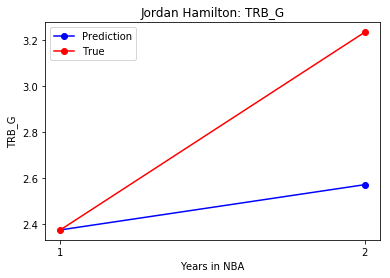 Jordan Hamilton: TRB_G
Prediction
True
3.2
3.0
2.8
2.6
2.4
TRB_G
1
2
Years in NBA